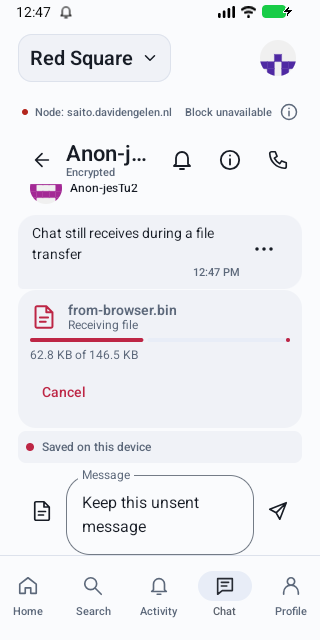 12:47
Red Square
Node: saito.davidengelen.nl Block unavailable
Anon-j...
Encrypted
Anon-jesTu2
Chat still receives during a file
transfer
12:47 PM
from-browser.bin
Receiving file
62.8 KB of 146.5 KB
Cancel
Saved on this device
Message
Keep this unsent
message
Home Search Activity Chat Profile